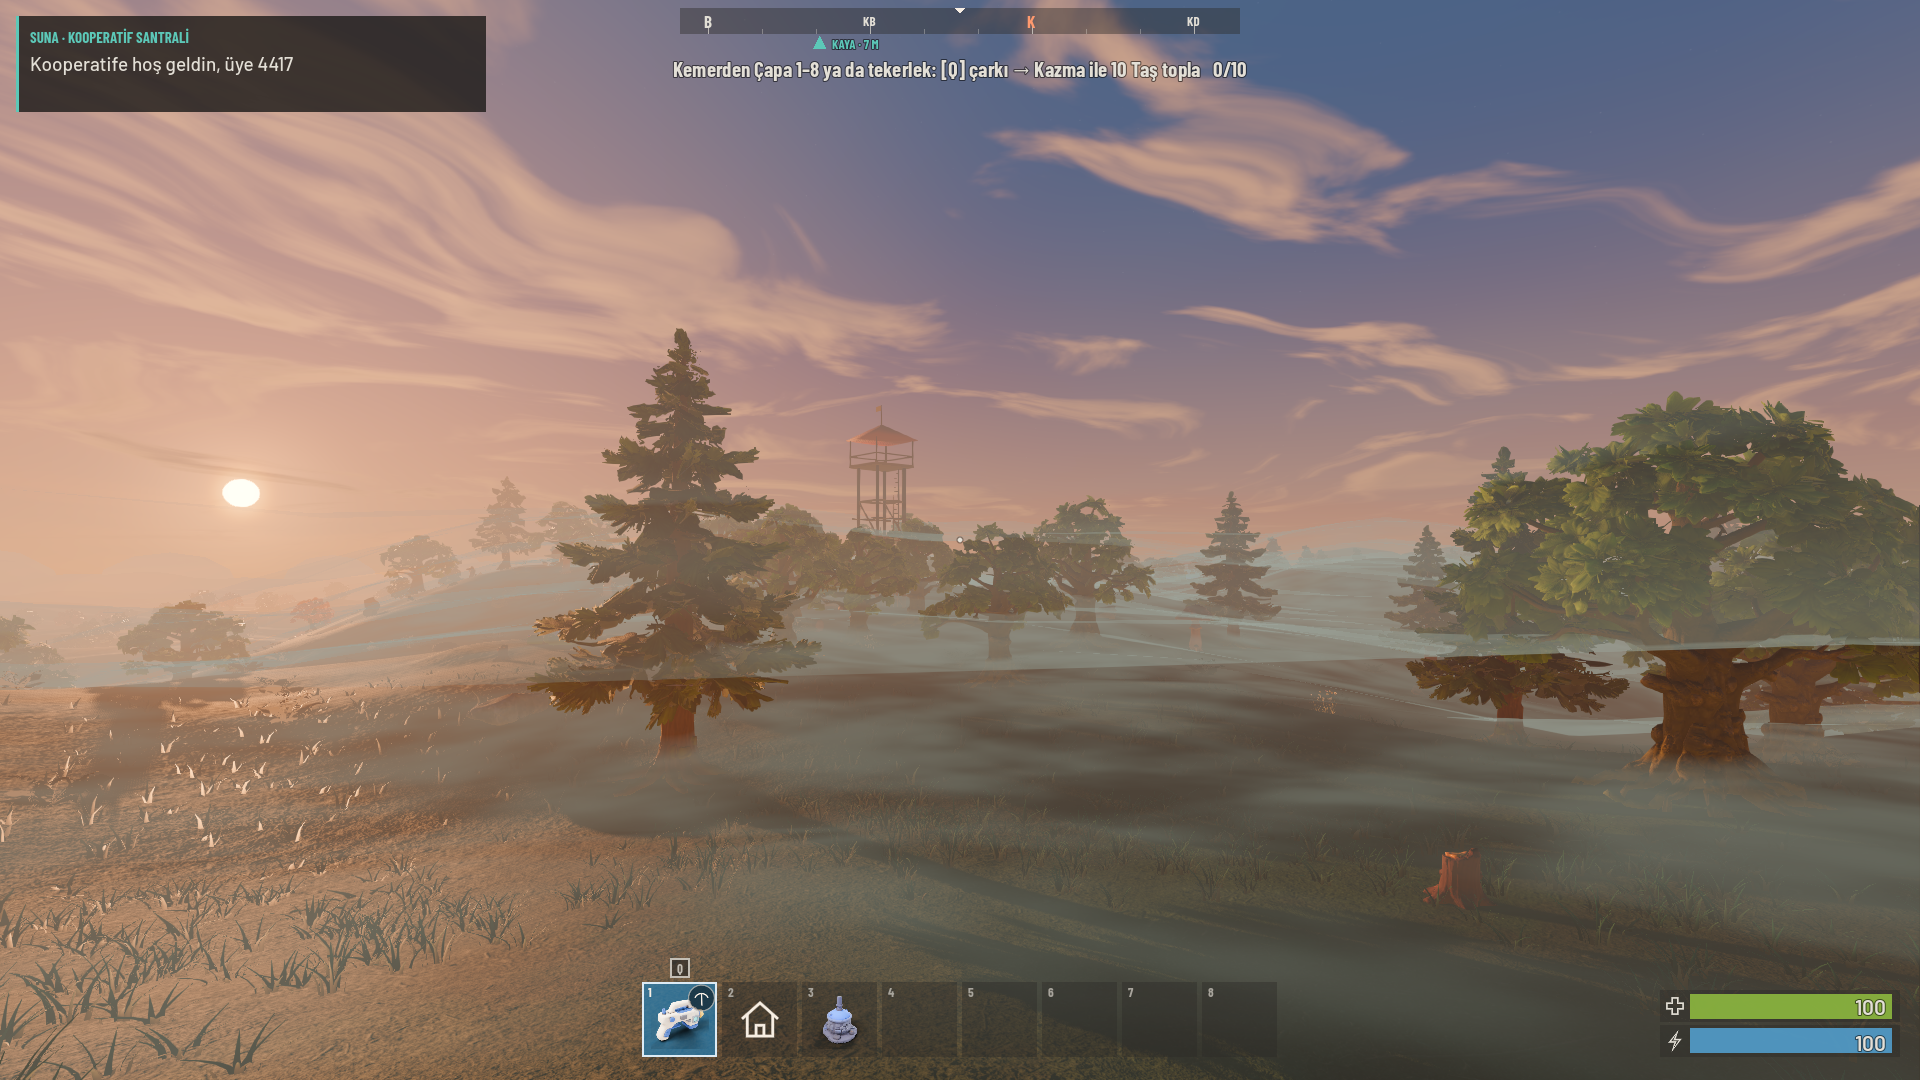 SUNA · KOOPERATİF SANTRALİ
Kooperatife hoş geldin, üye 4417
B KB K KD
KAYA · 7 M
Kemerden Çapa 1-8 ya da tekerlek: [Q] çarkı → Kazma ile 10 Taş topla 0/10
Q
1 2 3 4 5 6 7 8
100
100